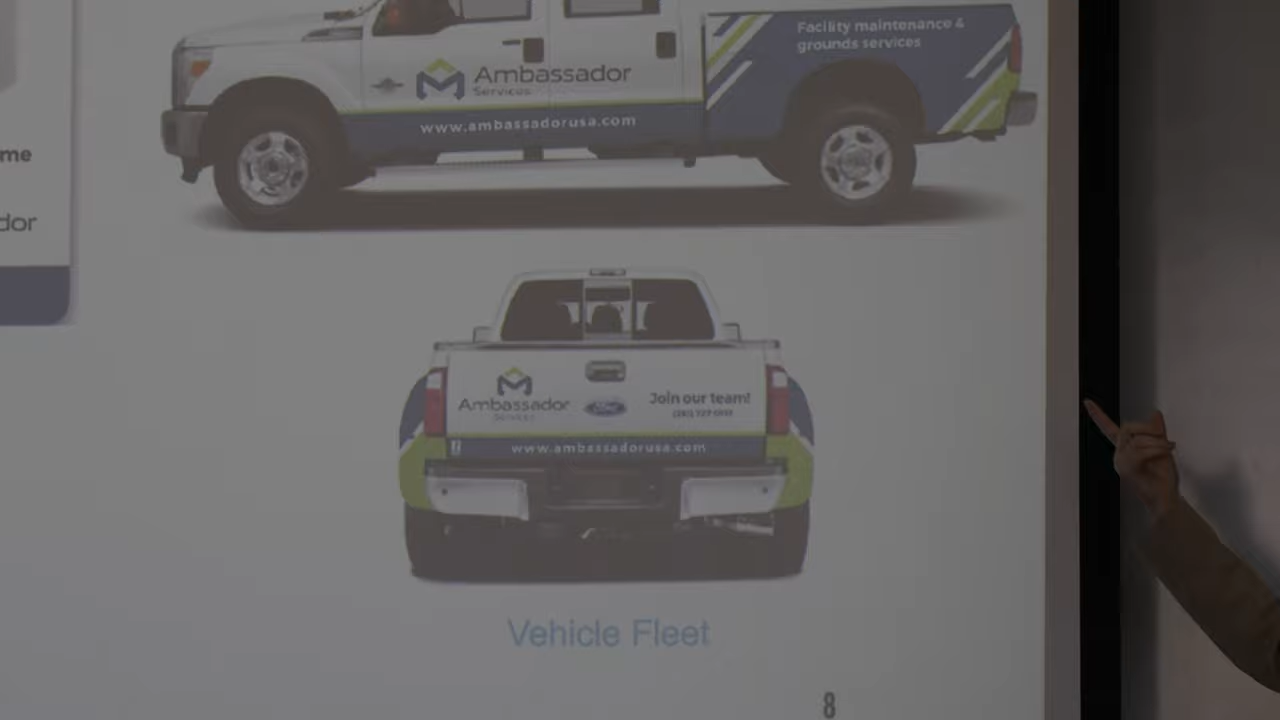 Facility maintenance &
grounds services
Ambassador
Services
www.ambassadorusa.com
me
dor
Ambassador
Services
Join our team!
www.ambassadorusa.com
Vehicle Fleet
8